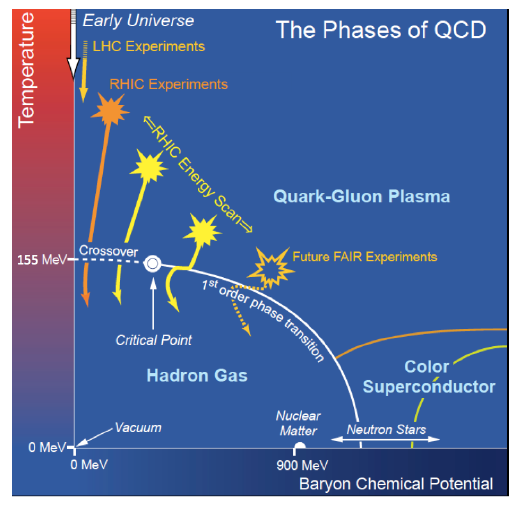 The Phases of QCD
Temperature
Early Universe
LHC Experiments
RHIC Experiments
⇐RHIC Energy Scan⇒
Quark-Gluon Plasma
Crossover
155 MeV
Future FAIR Experiments
1st order phase transition
Critical Point
Hadron Gas
Color
Superconductor
Nuclear
Matter
Neutron Stars
Vacuum
0 MeV
0 MeV
900 MeV
Baryon Chemical Potential